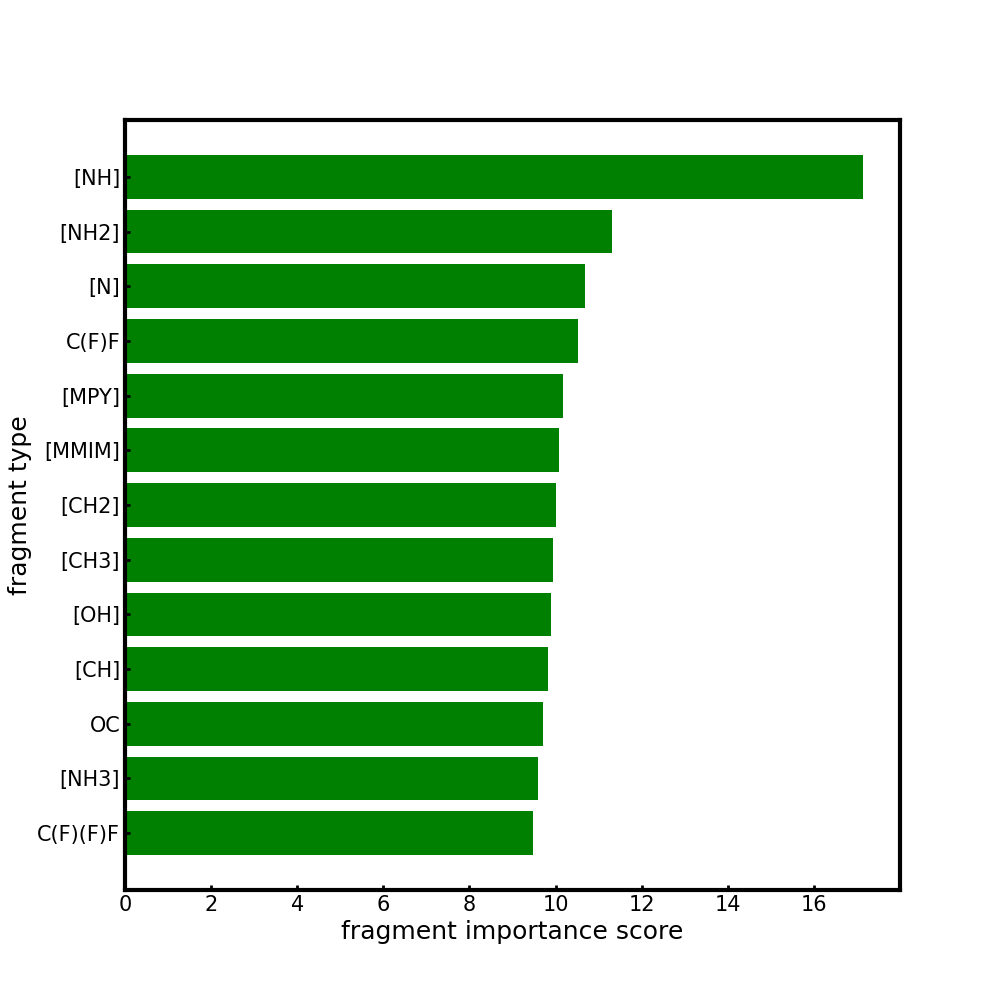 [NH]
[NH2]
[N]
C(F)F
[MPY]
[MMIM]
[CH2]
[CH3]
[OH]
[CH]
OC
[NH3]
C(F)(F)F
fragment type
0 2 4 6 8 10 12 14 16
fragment importance score